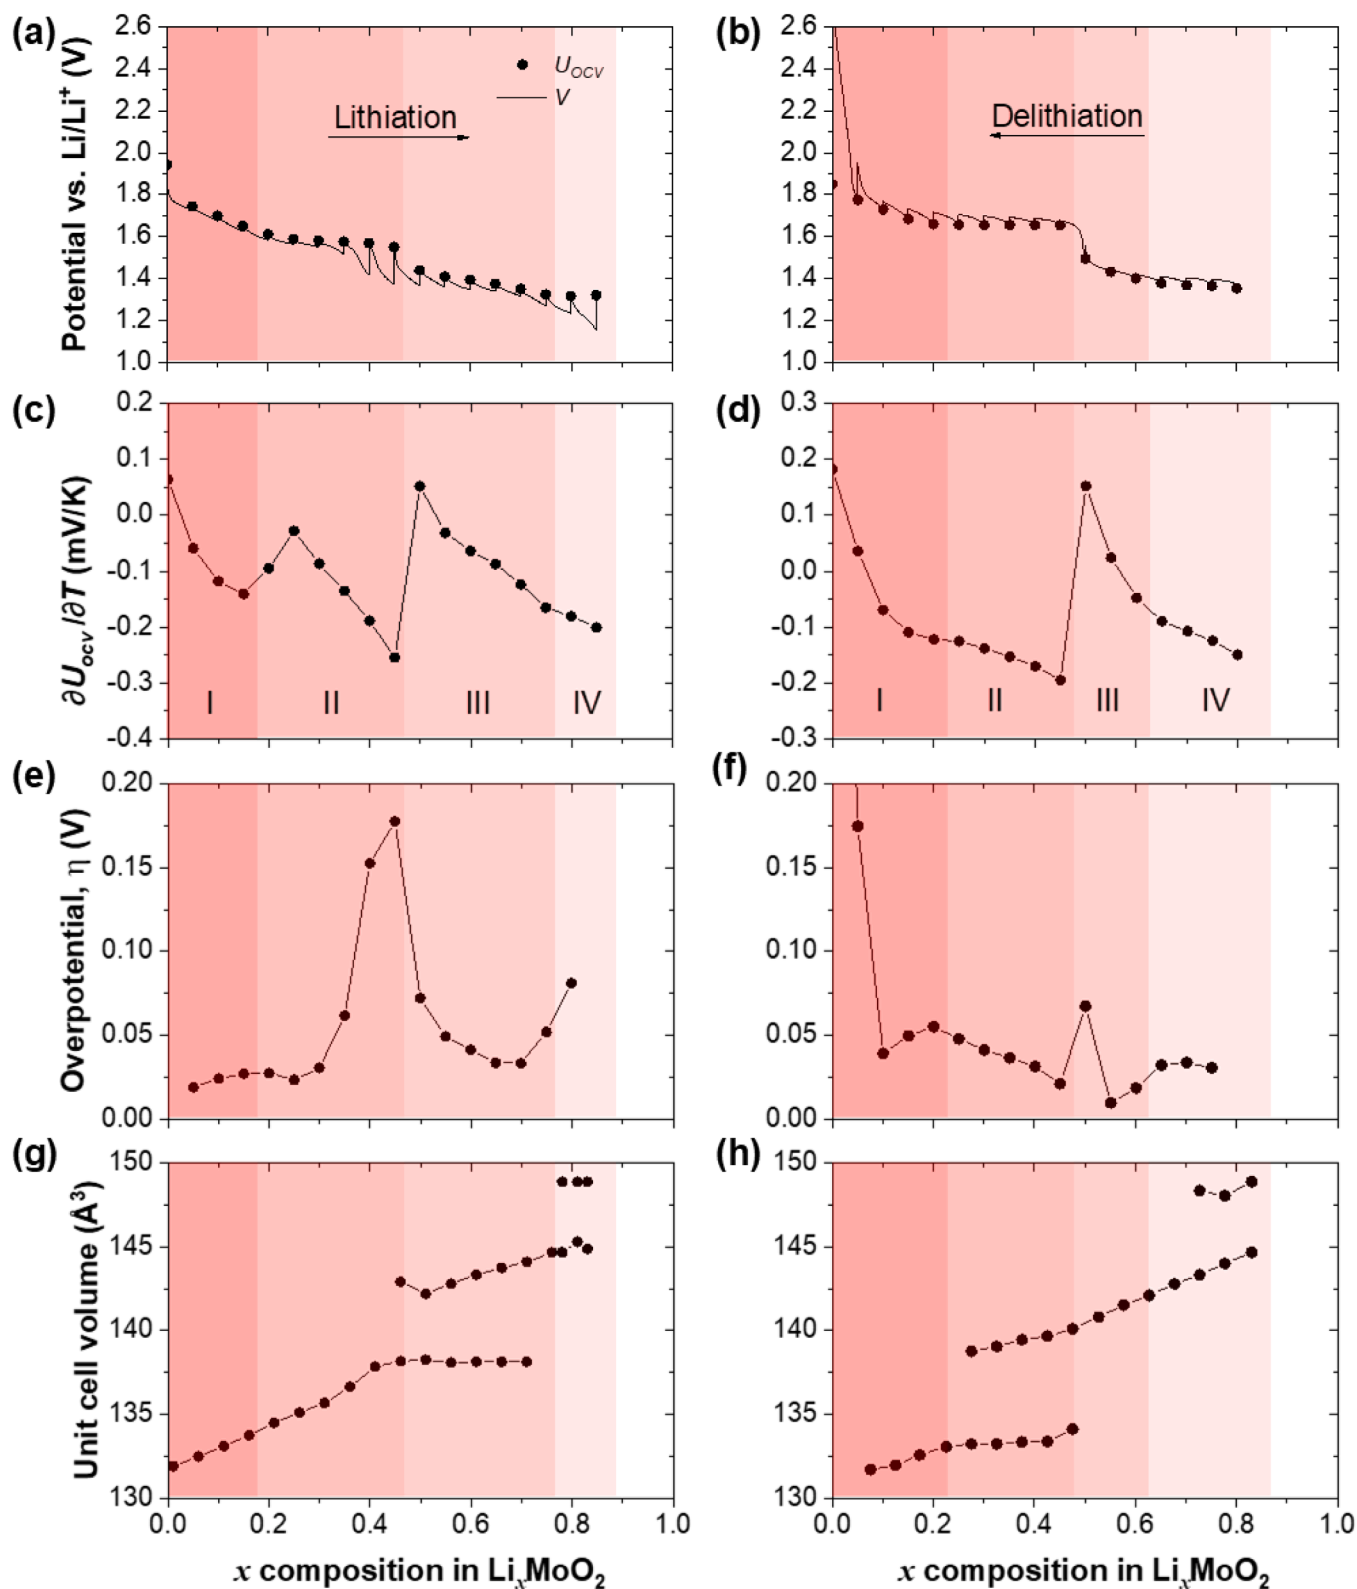 (a)
2.6
2.4
2.2
2.0
1.8
1.6
1.4
1.2
1.0
Potential vs. Li/Li⁺ (V)
U_OCV
V
Lithiation
(b)
2.6
2.4
2.2
2.0
1.8
1.6
1.4
1.2
1.0
Delithiation
(c)
0.2
0.1
0.0
-0.1
-0.2
-0.3
-0.4
∂U_ocv/∂T (mV/K)
I II III IV
(d)
0.3
0.2
0.1
0.0
-0.1
-0.2
-0.3
I II III IV
(e)
0.20
0.15
0.10
0.05
0.00
Overpotential, η (V)
(f)
0.20
0.15
0.10
0.05
0.00
(g)
150
145
140
135
130
Unit cell volume (Å³)
0.0 0.2 0.4 0.6 0.8 1.0
x composition in LiₓMoO₂
(h)
150
145
140
135
130
0.0 0.2 0.4 0.6 0.8 1.0
x composition in LiₓMoO₂